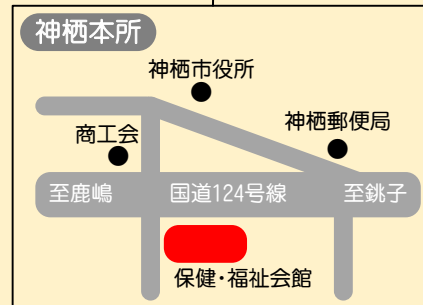 神栖本所
神栖市役所
神栖郵便局
商工会
至鹿嶋 国道124号線 至銚子
保健・福祉会館